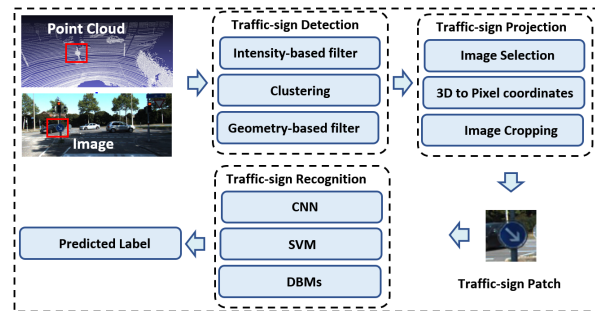 Point Cloud
Image
Traffic-sign Detection
Intensity-based filter
Clustering
Geometry-based filter
Traffic-sign Projection
Image Selection
3D to Pixel coordinates
Image Cropping
Traffic-sign Patch
Traffic-sign Recognition
CNN
SVM
DBMs
Predicted Label